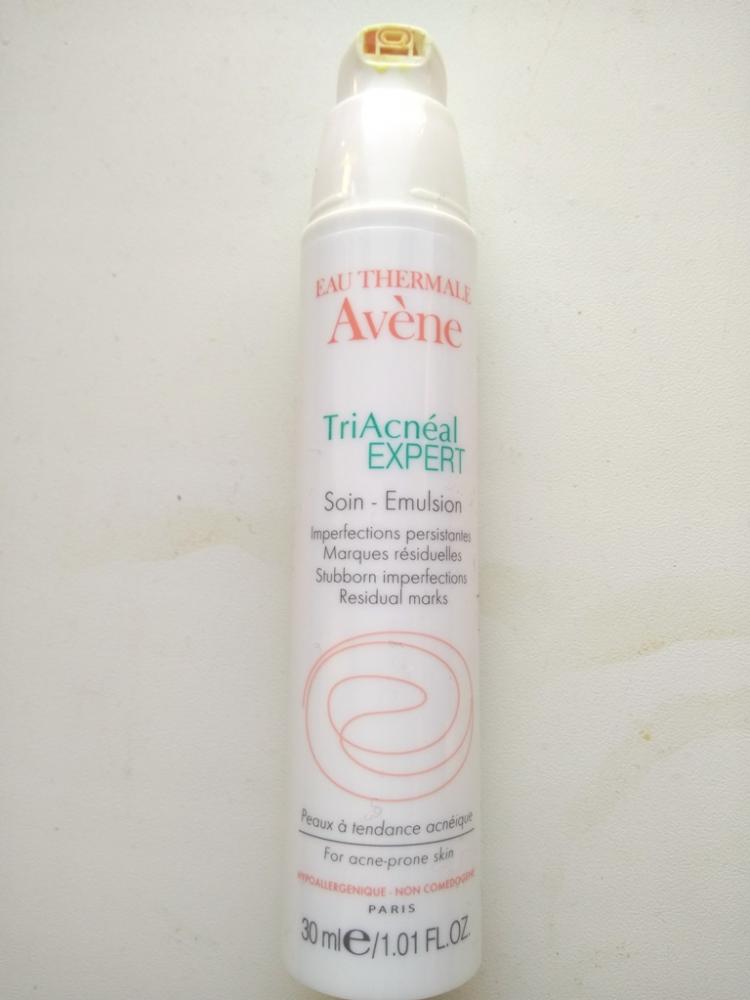 EAU THERMALE
Avène
TriAcnéal
EXPERT
Soin - Emulsion
Imperfections persistantes
Marques résiduelles
Stubborn imperfections
Residual marks
Peaux à tendance acnéique
For acne-prone skin
HYPOALLERGENIQUE - NON COMEDOGENE
PARIS
30 ml e/1.01 FL.OZ.